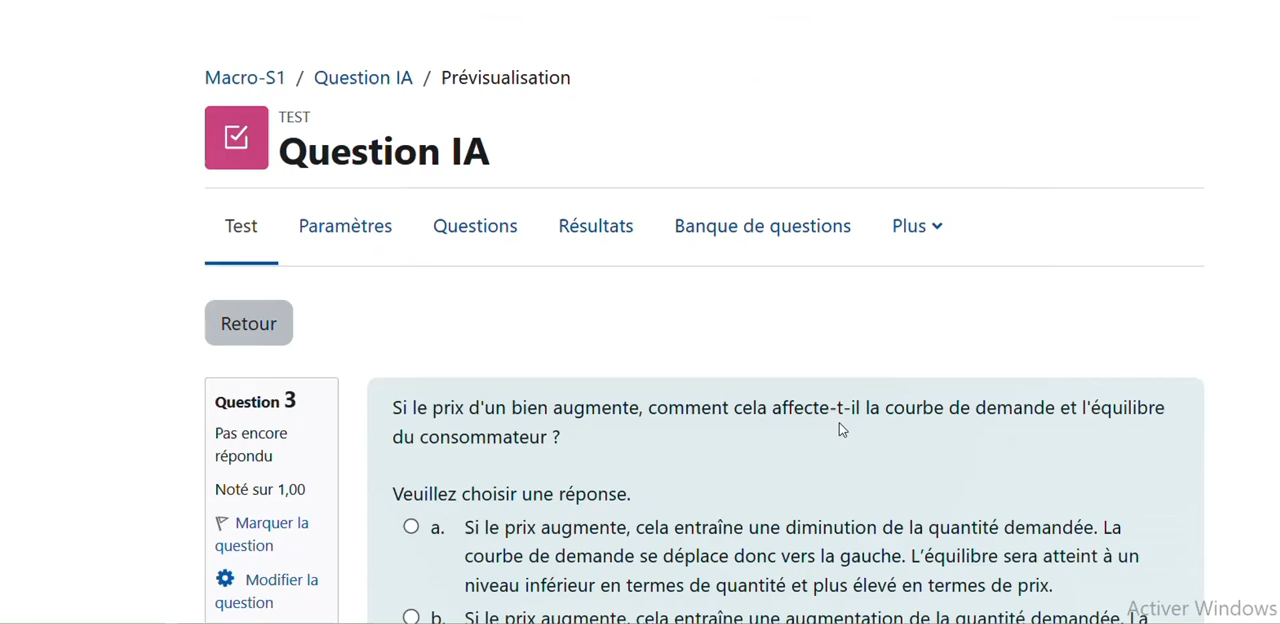 Macro-S1 / Question IA / Prévisualisation
TEST
Question IA
Test Paramètres Questions Résultats Banque de questions Plus
Retour
Question 3
Pas encore
répondu
Noté sur 1,00
Marquer la
question
Modifier la
question
Si le prix d'un bien augmente, comment cela affecte-t-il la courbe de demande et l'équilibre
du consommateur ?
Veuillez choisir une réponse.
a. Si le prix augmente, cela entraîne une diminution de la quantité demandée. La
courbe de demande se déplace donc vers la gauche. L’équilibre sera atteint à un
niveau inférieur en termes de quantité et plus élevé en termes de prix.
b. Si le prix augmente, cela entraîne une augmentation de la quantité demandée. La
Activer Windows